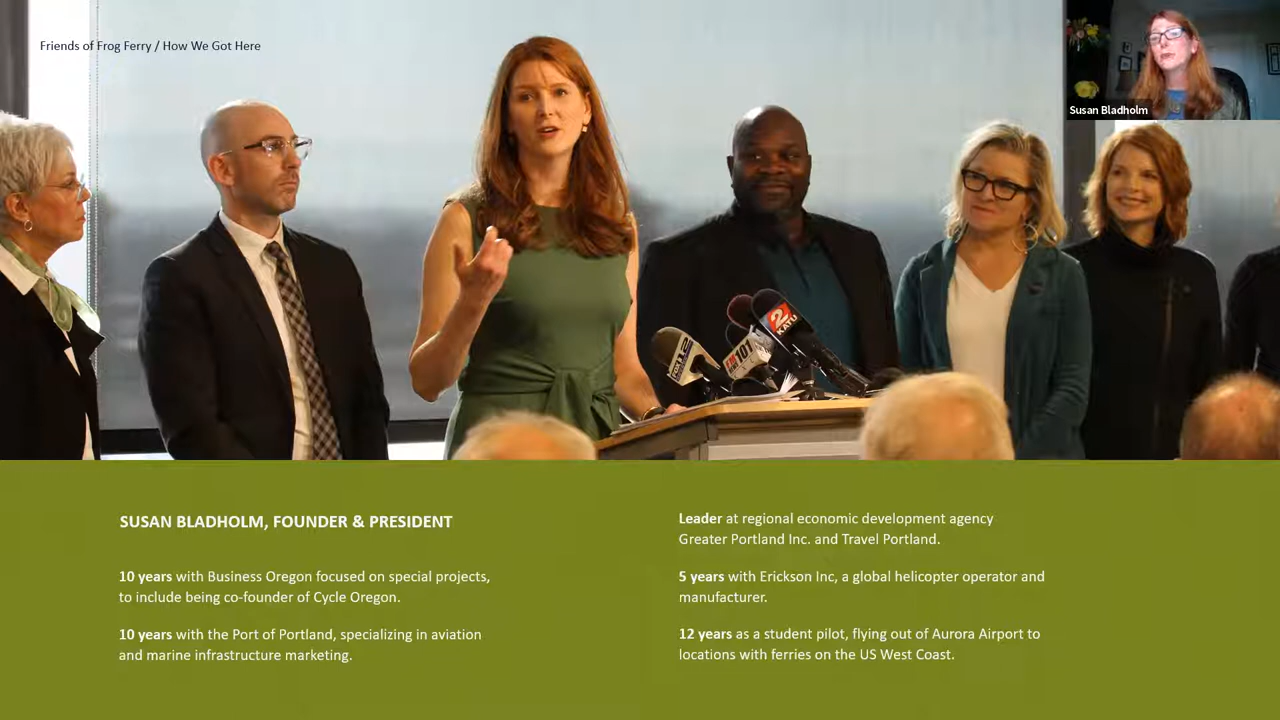 Friends of Frog Ferry / How We Got Here
Susan Bladholm
FOX 12
FM 101
2
KATU
SUSAN BLADHOLM, FOUNDER & PRESIDENT
10 years with Business Oregon focused on special projects,
to include being co-founder of Cycle Oregon.
10 years with the Port of Portland, specializing in aviation
and marine infrastructure marketing.
Leader at regional economic development agency
Greater Portland Inc. and Travel Portland.
5 years with Erickson Inc, a global helicopter operator and
manufacturer.
12 years as a student pilot, flying out of Aurora Airport to
locations with ferries on the US West Coast.